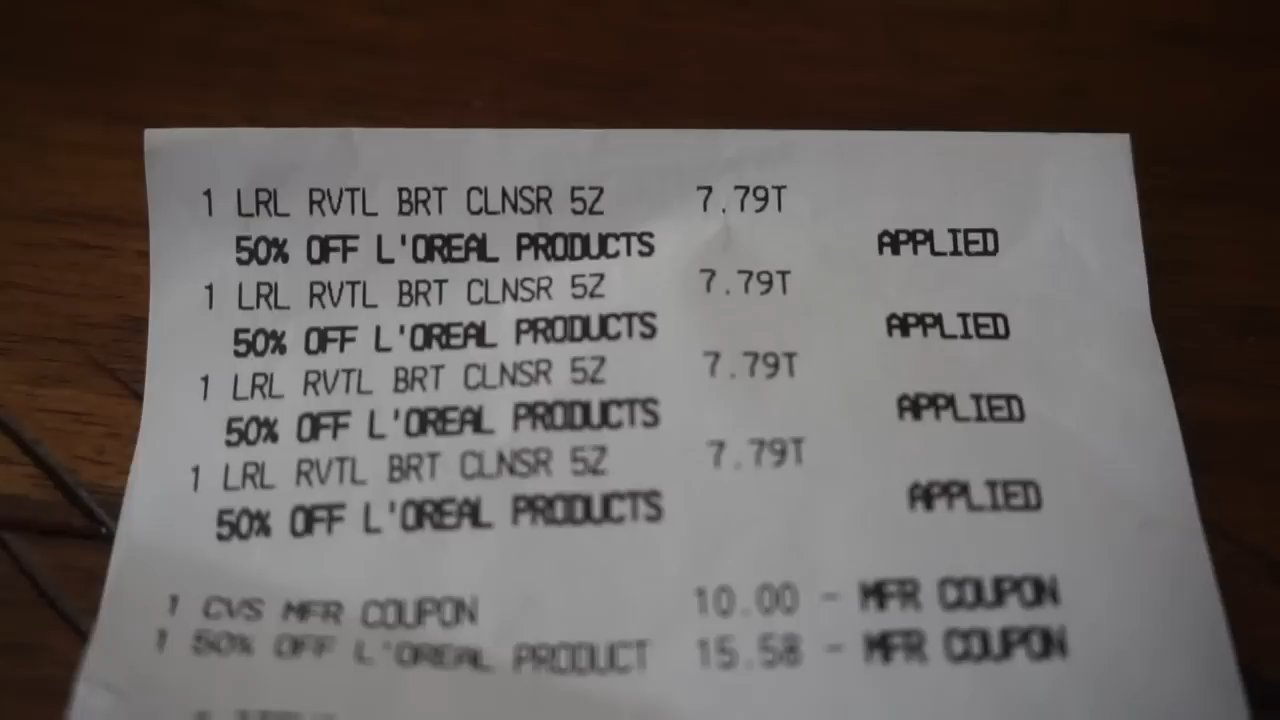 1 LRL RVTL BRT CLNSR 5Z 7.79T
50% OFF L'OREAL PRODUCTS APPLIED
1 LRL RVTL BRT CLNSR 5Z 7.79T
50% OFF L'OREAL PRODUCTS APPLIED
1 LRL RVTL BRT CLNSR 5Z 7.79T
50% OFF L'OREAL PRODUCTS APPLIED
1 LRL RVTL BRT CLNSR 5Z 7.79T
50% OFF L'OREAL PRODUCTS APPLIED
1 CVS MFR COUPON 10.00 - MFR COUPON
1 50% OFF L'OREAL PRODUCT 15.58 - MFR COUPON